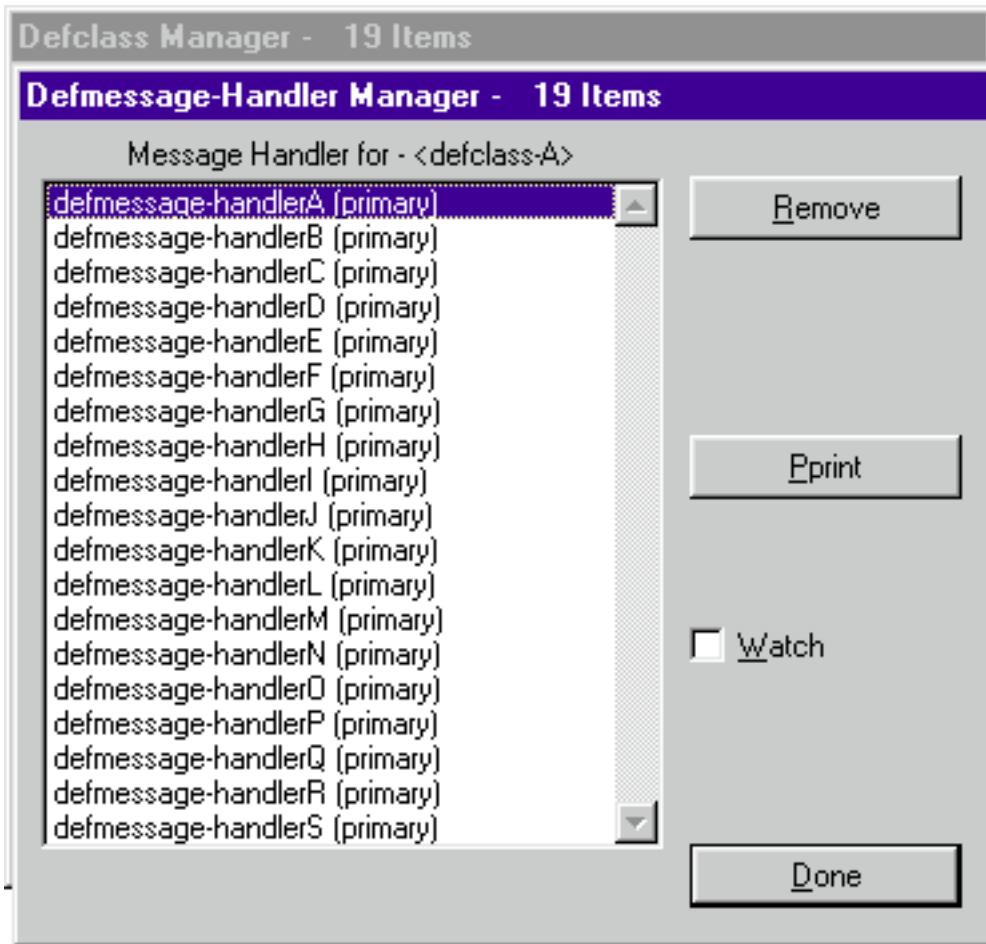 Defclass Manager -   19 Items
Defmessage-Handler Manager -   19 Items
Message Handler for - <defclass-A>
defmessage-handlerA (primary)
defmessage-handlerB (primary)
defmessage-handlerC (primary)
defmessage-handlerD (primary)
defmessage-handlerE (primary)
defmessage-handlerF (primary)
defmessage-handlerG (primary)
defmessage-handlerH (primary)
defmessage-handlerI (primary)
defmessage-handlerJ (primary)
defmessage-handlerK (primary)
defmessage-handlerL (primary)
defmessage-handlerM (primary)
defmessage-handlerN (primary)
defmessage-handlerO (primary)
defmessage-handlerP (primary)
defmessage-handlerQ (primary)
defmessage-handlerR (primary)
defmessage-handlerS (primary)
Remove
Pprint
Watch
Done